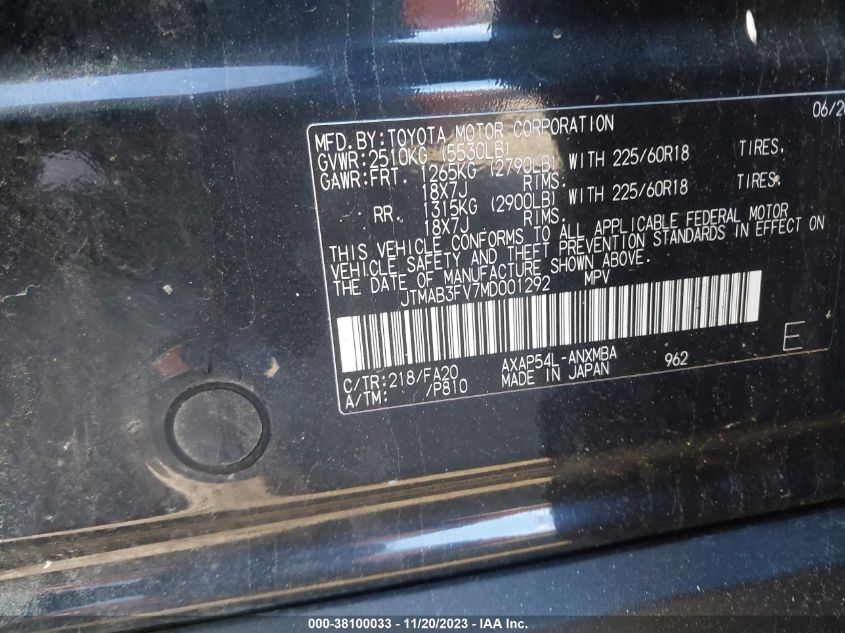 06/20
MFD.BY:TOYOTA MOTOR CORPORATION
GVWR:2510KG (5530LB)
GAWR:FRT. 1265KG (2790LB) WITH 225/60R18 TIRES.
18X7J RIMS.
RR. 1315KG (2900LB) WITH 225/60R18 TIRES.
18X7J RIMS.
THIS VEHICLE CONFORMS TO ALL APPLICABLE FEDERAL MOTOR
VEHICLE SAFETY AND THEFT PREVENTION STANDARDS IN EFFECT ON
THE DATE OF MANUFACTURE SHOWN ABOVE.
JTMAB3FV7MD001292 MPV
C/TR:218/FA20 AXAP54L-ANXMBA 962 E
A/TM: /P810 MADE IN JAPAN
000-38100033 - 11/20/2023 - IAA Inc.